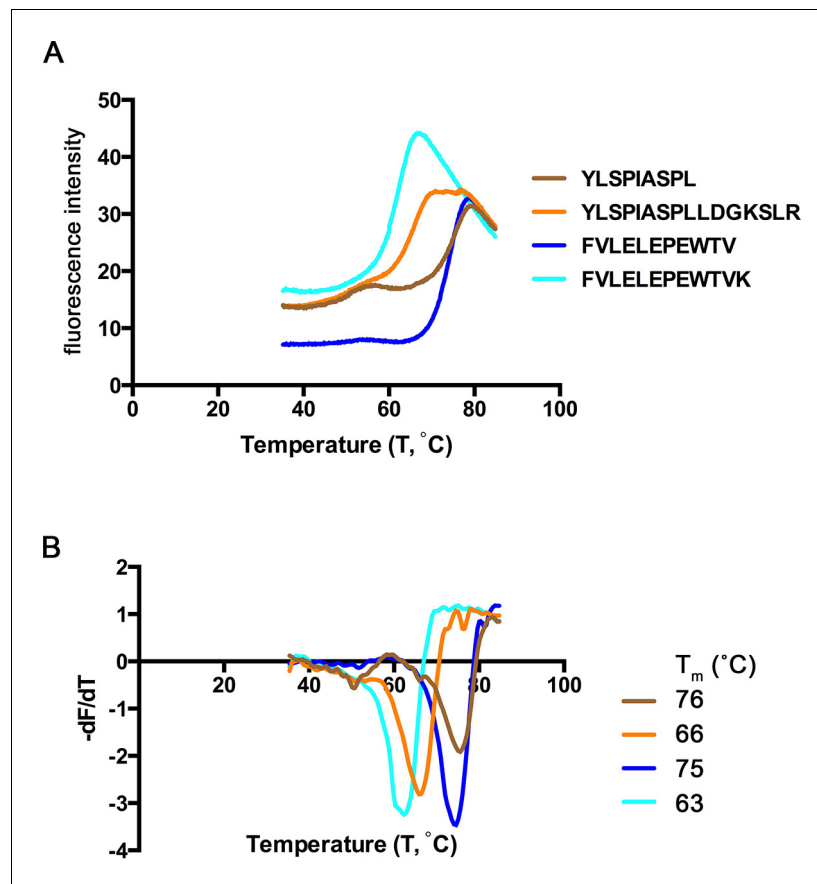 A
50
40
30
20
10
0
fluorescence intensity
0 20 40 60 80 100
Temperature (T, °C)
YLSPIASPL
YLSPIASPLLDGKSLR
FVLELEPEWTV
FVLELEPEWTVK
B
2
1
0
-1
-2
-3
-4
-dF/dT
20 40 60 80 100
Temperature (T, °C)
Tm (°C)
76
66
75
63